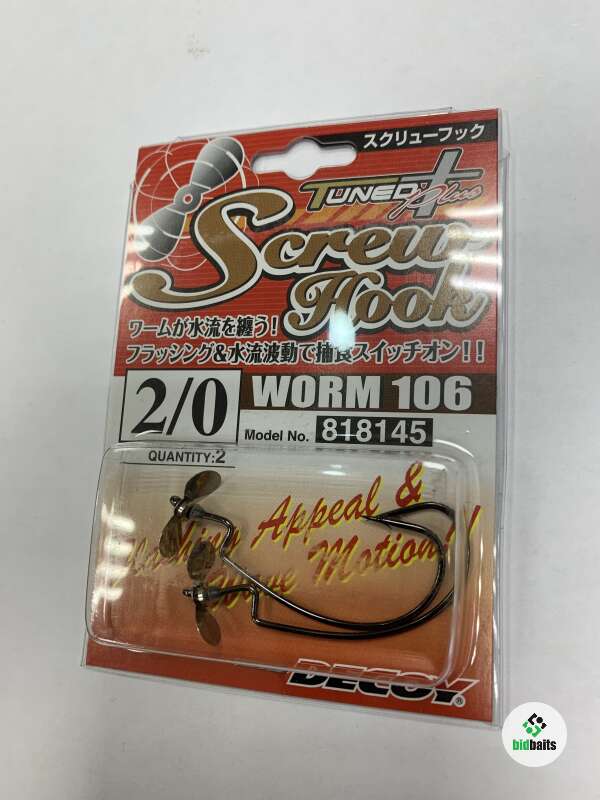 スクリューフック
TUNED Plus
Screw
Hook
ワームが水流を纏う!
フラッシング&水流波動で捕食スイッチオン!!
2/0
WORM 106
Model No. 818145
QUANTITY:2
Flashing Appeal &
Wave Motion!!
DECOY®
bidbaits